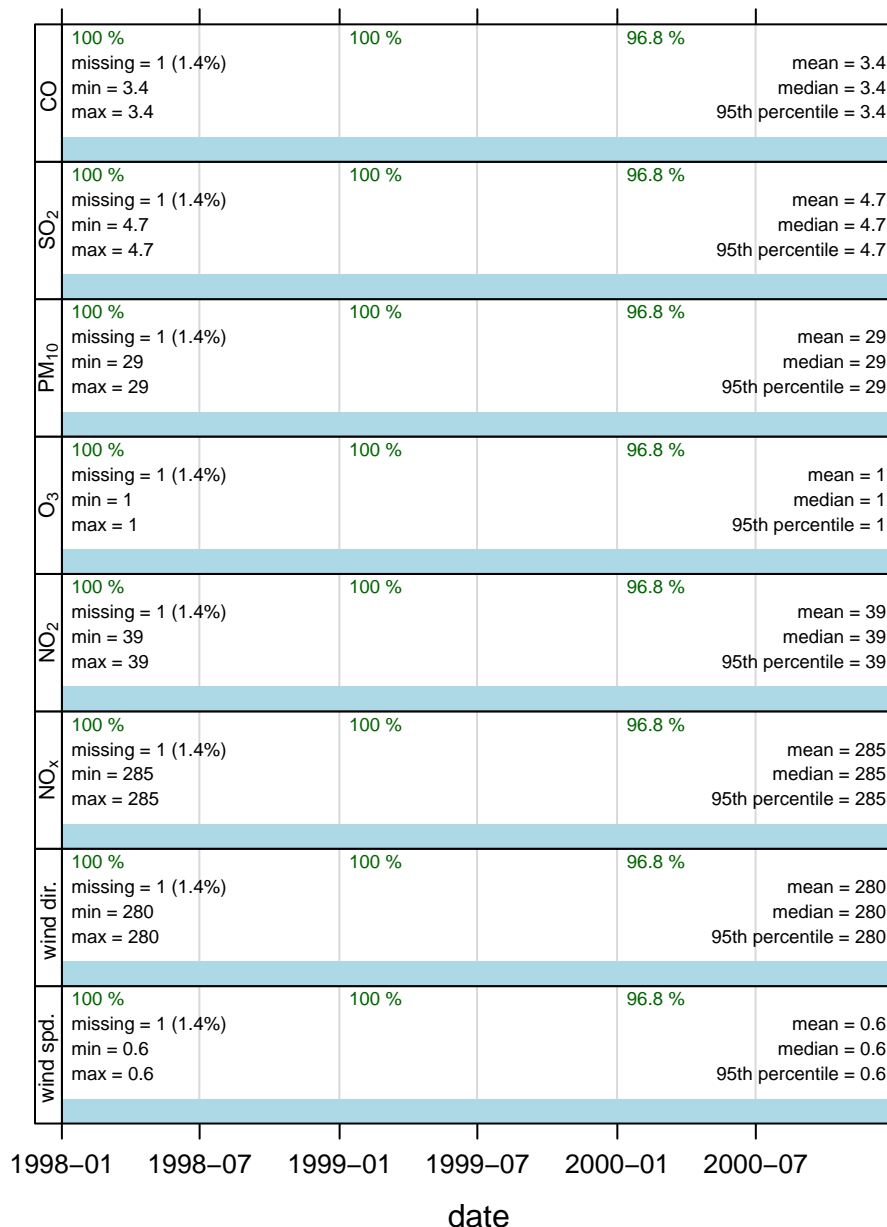 CO
100 % 100 % 96.8 %
missing = 1 (1.4%) mean = 3.4
min = 3.4 median = 3.4
max = 3.4 95th percentile = 3.4
SO₂
100 % 100 % 96.8 %
missing = 1 (1.4%) mean = 4.7
min = 4.7 median = 4.7
max = 4.7 95th percentile = 4.7
PM₁₀
100 % 100 % 96.8 %
missing = 1 (1.4%) mean = 29
min = 29 median = 29
max = 29 95th percentile = 29
O₃
100 % 100 % 96.8 %
missing = 1 (1.4%) mean = 1
min = 1 median = 1
max = 1 95th percentile = 1
NO₂
100 % 100 % 96.8 %
missing = 1 (1.4%) mean = 39
min = 39 median = 39
max = 39 95th percentile = 39
NOₓ
100 % 100 % 96.8 %
missing = 1 (1.4%) mean = 285
min = 285 median = 285
max = 285 95th percentile = 285
wind dir.
100 % 100 % 96.8 %
missing = 1 (1.4%) mean = 280
min = 280 median = 280
max = 280 95th percentile = 280
wind spd.
100 % 100 % 96.8 %
missing = 1 (1.4%) mean = 0.6
min = 0.6 median = 0.6
max = 0.6 95th percentile = 0.6
1998−01 1998−07 1999−01 1999−07 2000−01 2000−07
date